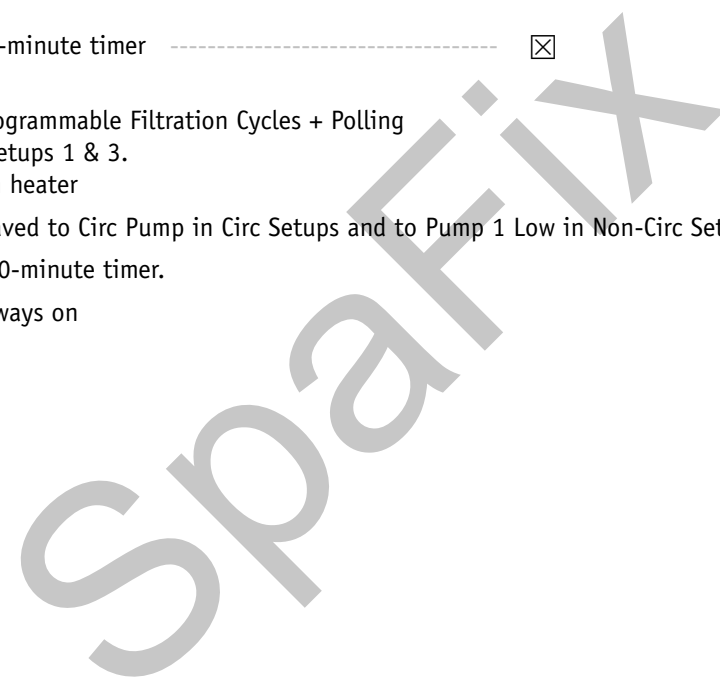 -minute timer ☒
ogrammable Filtration Cycles + Polling
etups 1 & 3.
heater
aved to Circ Pump in Circ Setups and to Pump 1 Low in Non-Circ Set
0-minute timer.
ways on
SpaFix